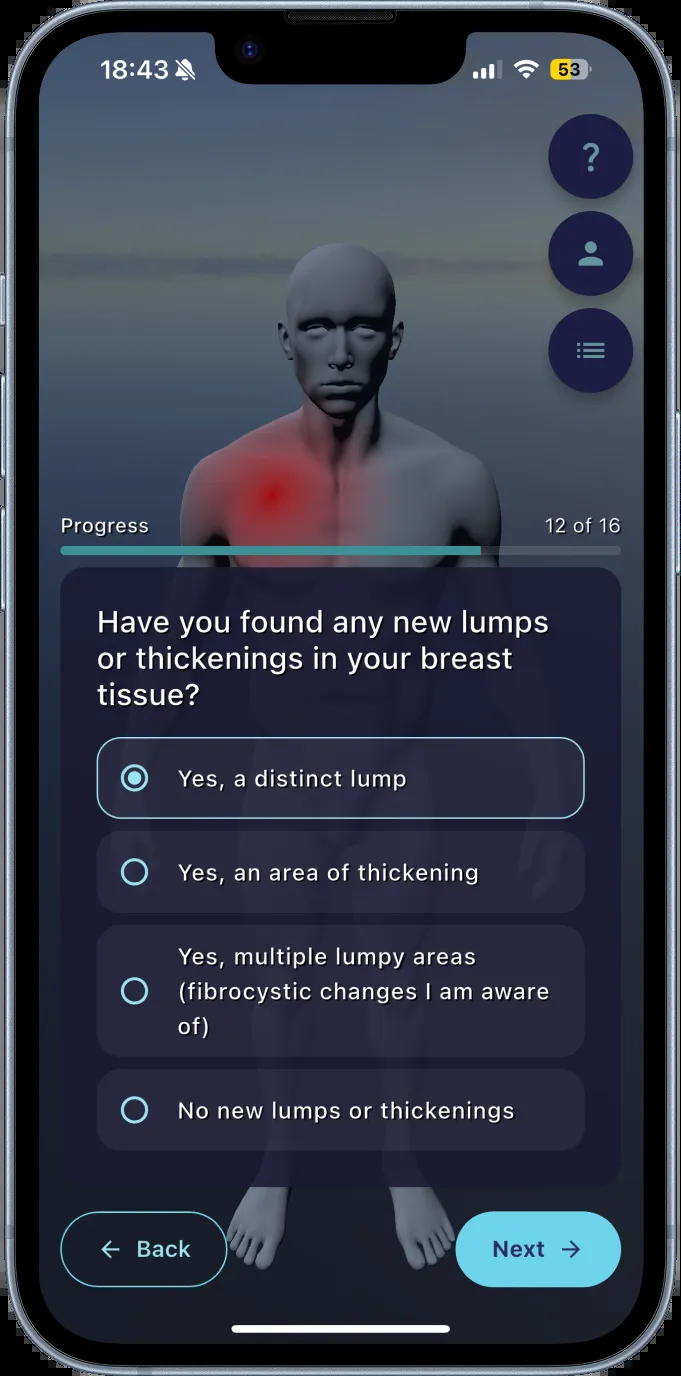 18:43
53
?
Progress
12 of 16
Have you found any new lumps
or thickenings in your breast
tissue?
Yes, a distinct lump
Yes, an area of thickening
Yes, multiple lumpy areas
(fibrocystic changes I am aware
of)
No new lumps or thickenings
← Back
Next →